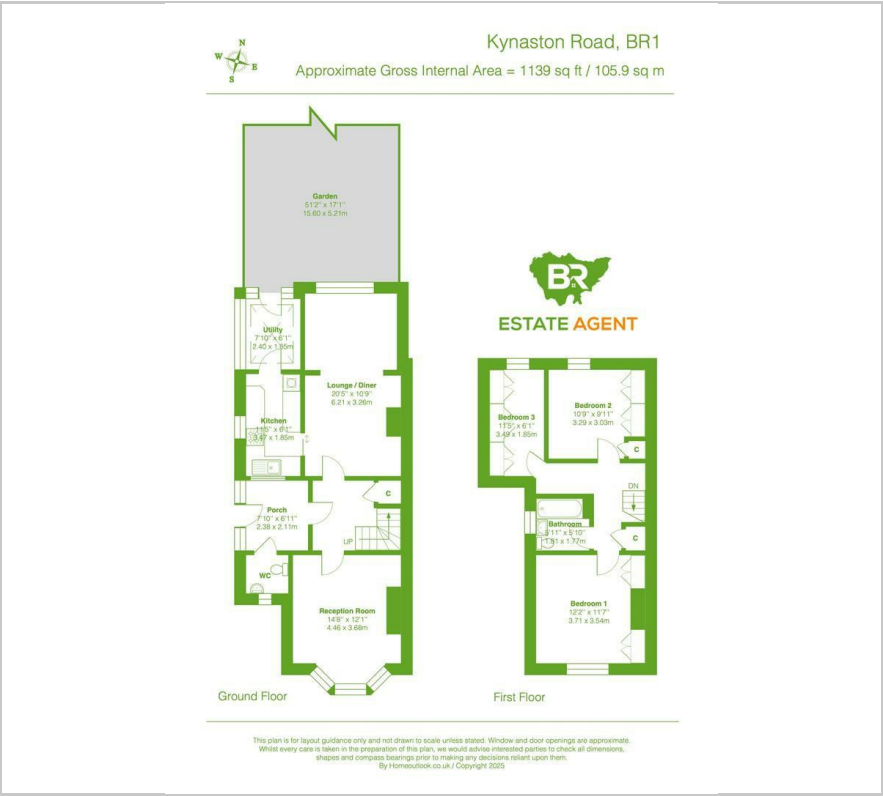 Kynaston Road, BR1
Approximate Gross Internal Area = 1139 sq ft / 105.9 sq m
N
W
E
S
Garden
51'2" x 17'1"
15.60 x 5.21m
Utility
7'10" x 6'1"
2.40 x 1.85m
Lounge / Diner
20'5" x 10'9"
6.21 x 3.26m
Kitchen
11'5" x 6'1"
3.47 x 1.85m
Porch
7'10" x 6'11"
2.38 x 2.11m
C
UP
WC
Reception Room
14'8" x 12'1"
4.46 x 3.68m
Ground Floor
BR
ESTATE AGENT
Bedroom 3
11'5" x 6'1"
3.49 x 1.85m
Bedroom 2
10'9" x 9'11"
3.29 x 3.03m
C
DN
Bathroom
x 5'10"
x 1.77m
C
Bedroom 1
12'2" x 11'7"
3.71 x 3.54m
First Floor
This plan is for layout guidance only and not drawn to scale unless stated. Window and door openings are approximate.
Whilst every care is taken in the preparation of this plan, we would advise interested parties to check all dimensions,
shapes and compass bearings prior to making any decisions reliant upon them.
By Homeoutlook.co.uk / Copyright 2025